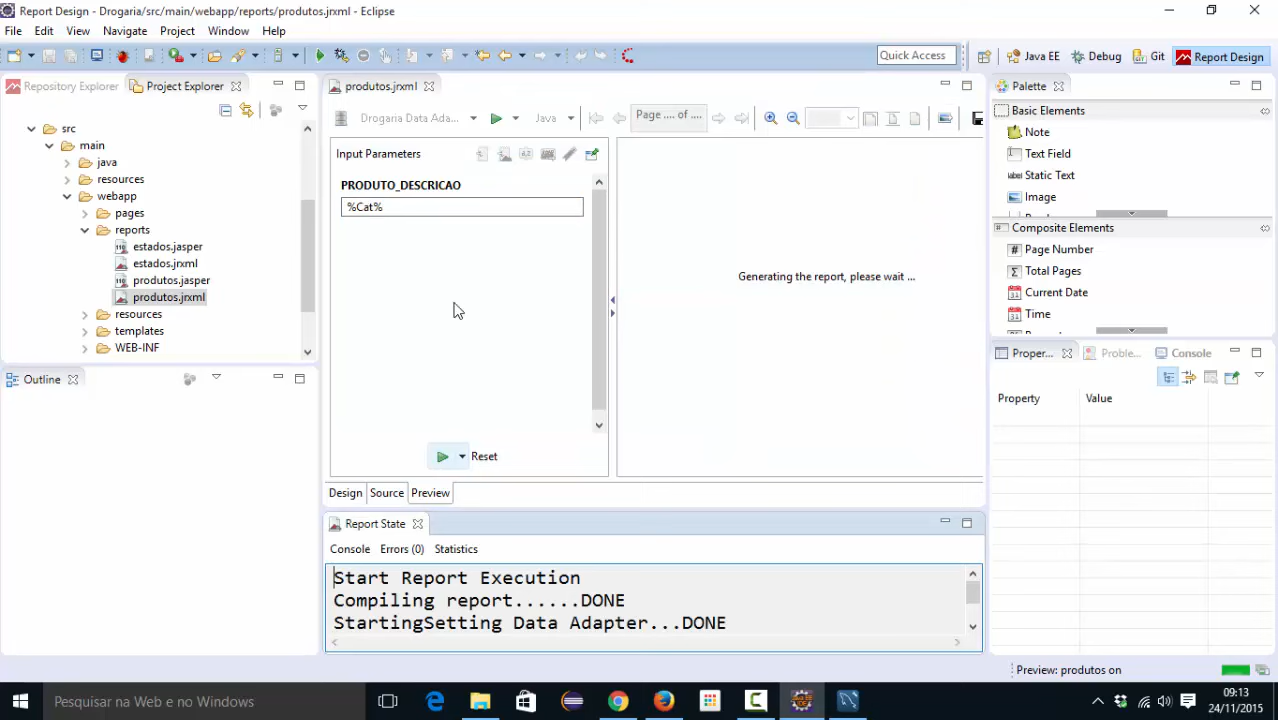 Report Design - Drogaria/src/main/webapp/reports/produtos.jrxml - Eclipse
File Edit View Navigate Project Window Help
Quick Access
Java EE Debug Git Report Design
Repository Explorer Project Explorer
produtos.jrxml
Palette
Drogaria Data Ada...
Java
Page .... of ....
Basic Elements
Note
Text Field
label Static Text
Image
Composite Elements
# Page Number
Σ Total Pages
Current Date
Time
src
main
java
resources
webapp
pages
reports
estados.jasper
estados.jrxml
produtos.jasper
produtos.jrxml
resources
templates
WEB-INF
Input Parameters
PRODUTO_DESCRICAO
%Cat%
Generating the report, please wait ...
Reset
Design Source Preview
Outline
Proper... Proble... Console
Property Value
Report State
Console Errors (0) Statistics
Start Report Execution
Compiling report......DONE
StartingSetting Data Adapter...DONE
Preview: produtos on
Pesquisar na Web e no Windows
09:13
24/11/2015